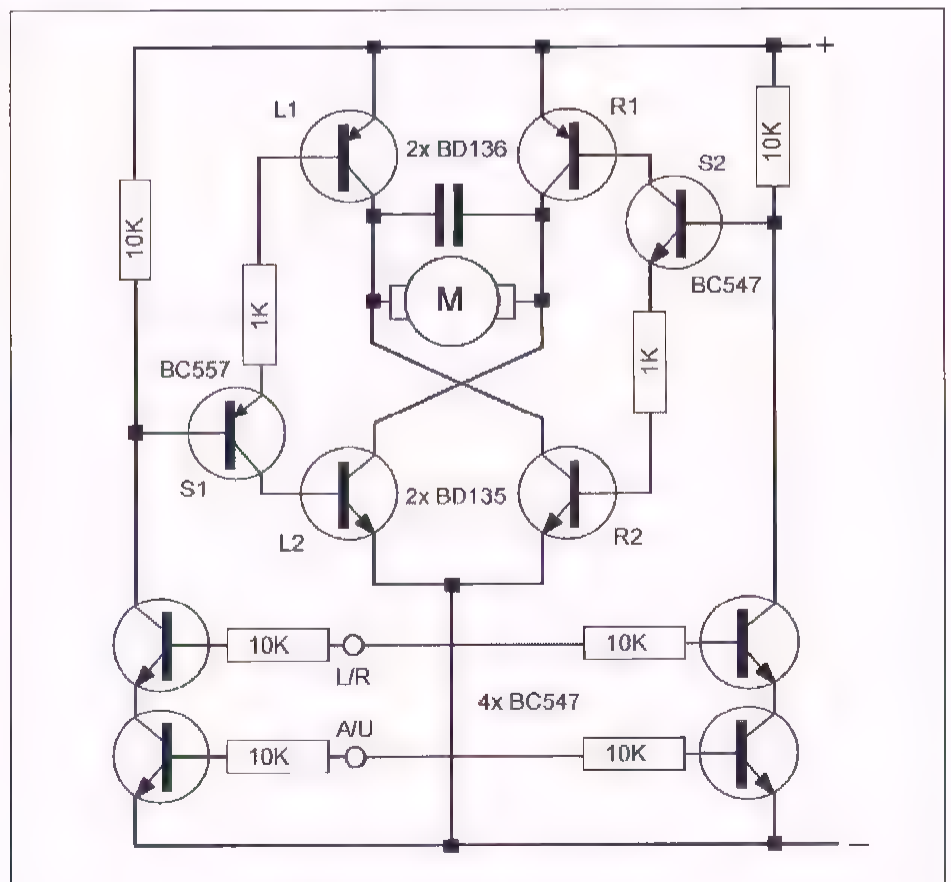 +
L1
R1
2x BD136
10K
S2
10K
BC547
M
1K
1K
BC557
S1
2x BD135
L2
R2
10K
10K
L/R
4x BC547
A/U
10K
10K
—